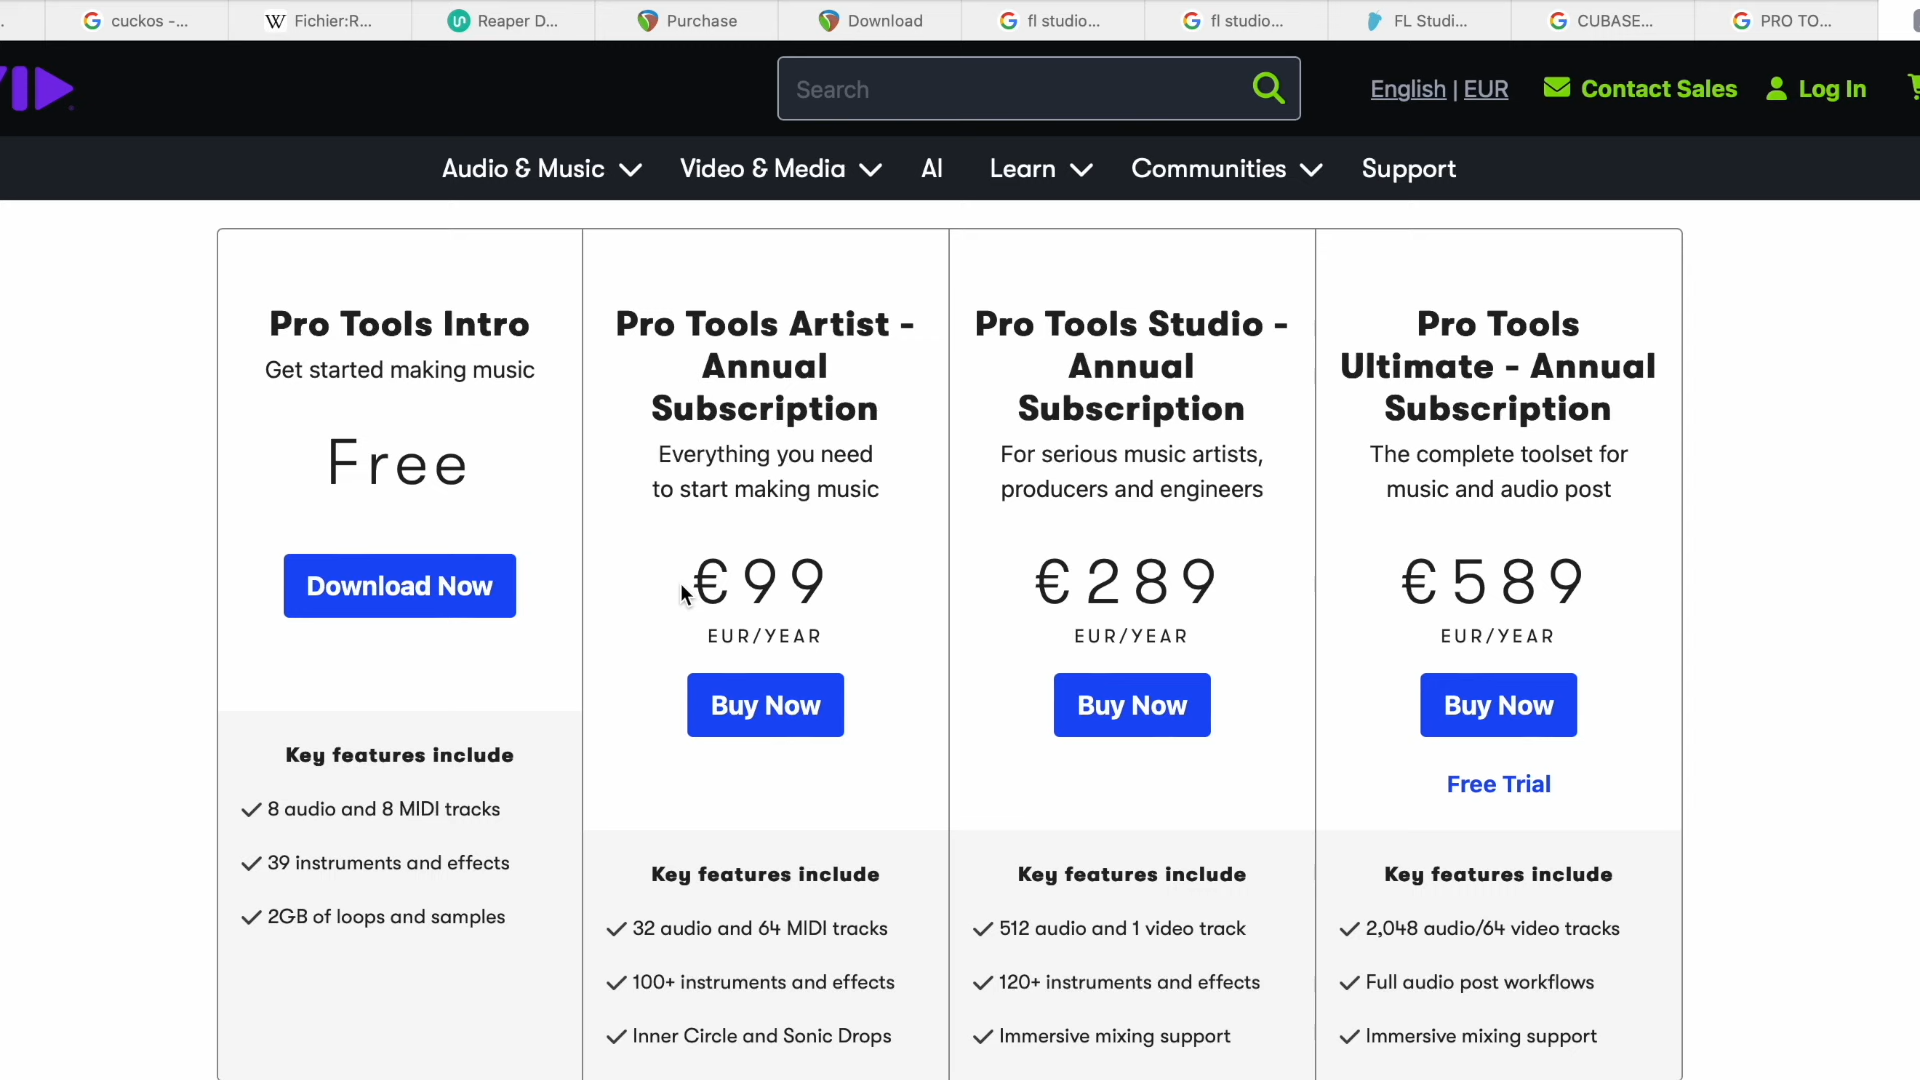 cuckos -...
Fichier:R...
Reaper D...
Purchase
Download
fl studio...
fl studio...
FL Studi...
CUBASE...
PRO TO...
Search
English | EUR
Contact Sales
Log In
Audio & Music
Video & Media
AI
Learn
Communities
Support
Pro Tools Intro
Get started making music
Free
Download Now
Key features include
8 audio and 8 MIDI tracks
39 instruments and effects
2GB of loops and samples
Pro Tools Artist -
Annual
Subscription
Everything you need
to start making music
€99
EUR/YEAR
Buy Now
Key features include
32 audio and 64 MIDI tracks
100+ instruments and effects
Inner Circle and Sonic Drops
Pro Tools Studio -
Annual
Subscription
For serious music artists,
producers and engineers
€289
EUR/YEAR
Buy Now
Key features include
512 audio and 1 video track
120+ instruments and effects
Immersive mixing support
Pro Tools
Ultimate - Annual
Subscription
The complete toolset for
music and audio post
€589
EUR/YEAR
Buy Now
Free Trial
Key features include
2,048 audio/64 video tracks
Full audio post workflows
Immersive mixing support